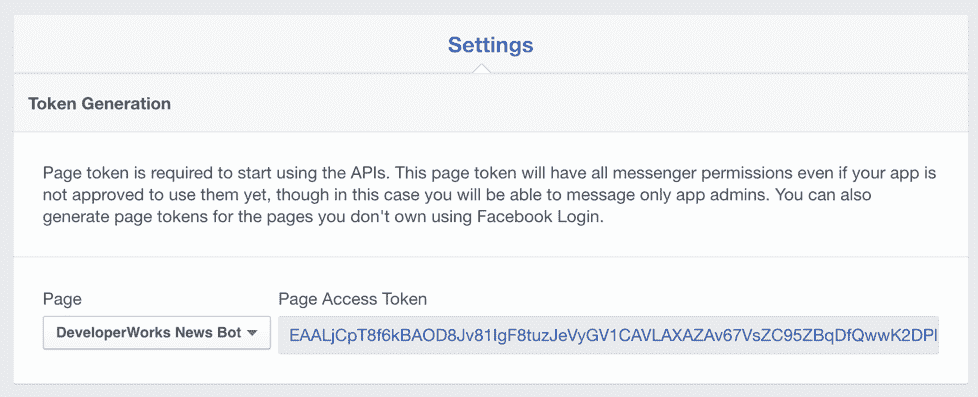 Settings
Token Generation
Page token is required to start using the APIs. This page token will have all messenger permissions even if your app is
not approved to use them yet, though in this case you will be able to message only app admins. You can also
generate page tokens for the pages you don't own using Facebook Login.
Page Page Access Token
DeveloperWorks News Bot EAALjCpT8f6kBAOD8Jv81IgF8tuzJeVyGV1CAVLAXAZAv67VsZC95ZBqDfQwwK2DPl